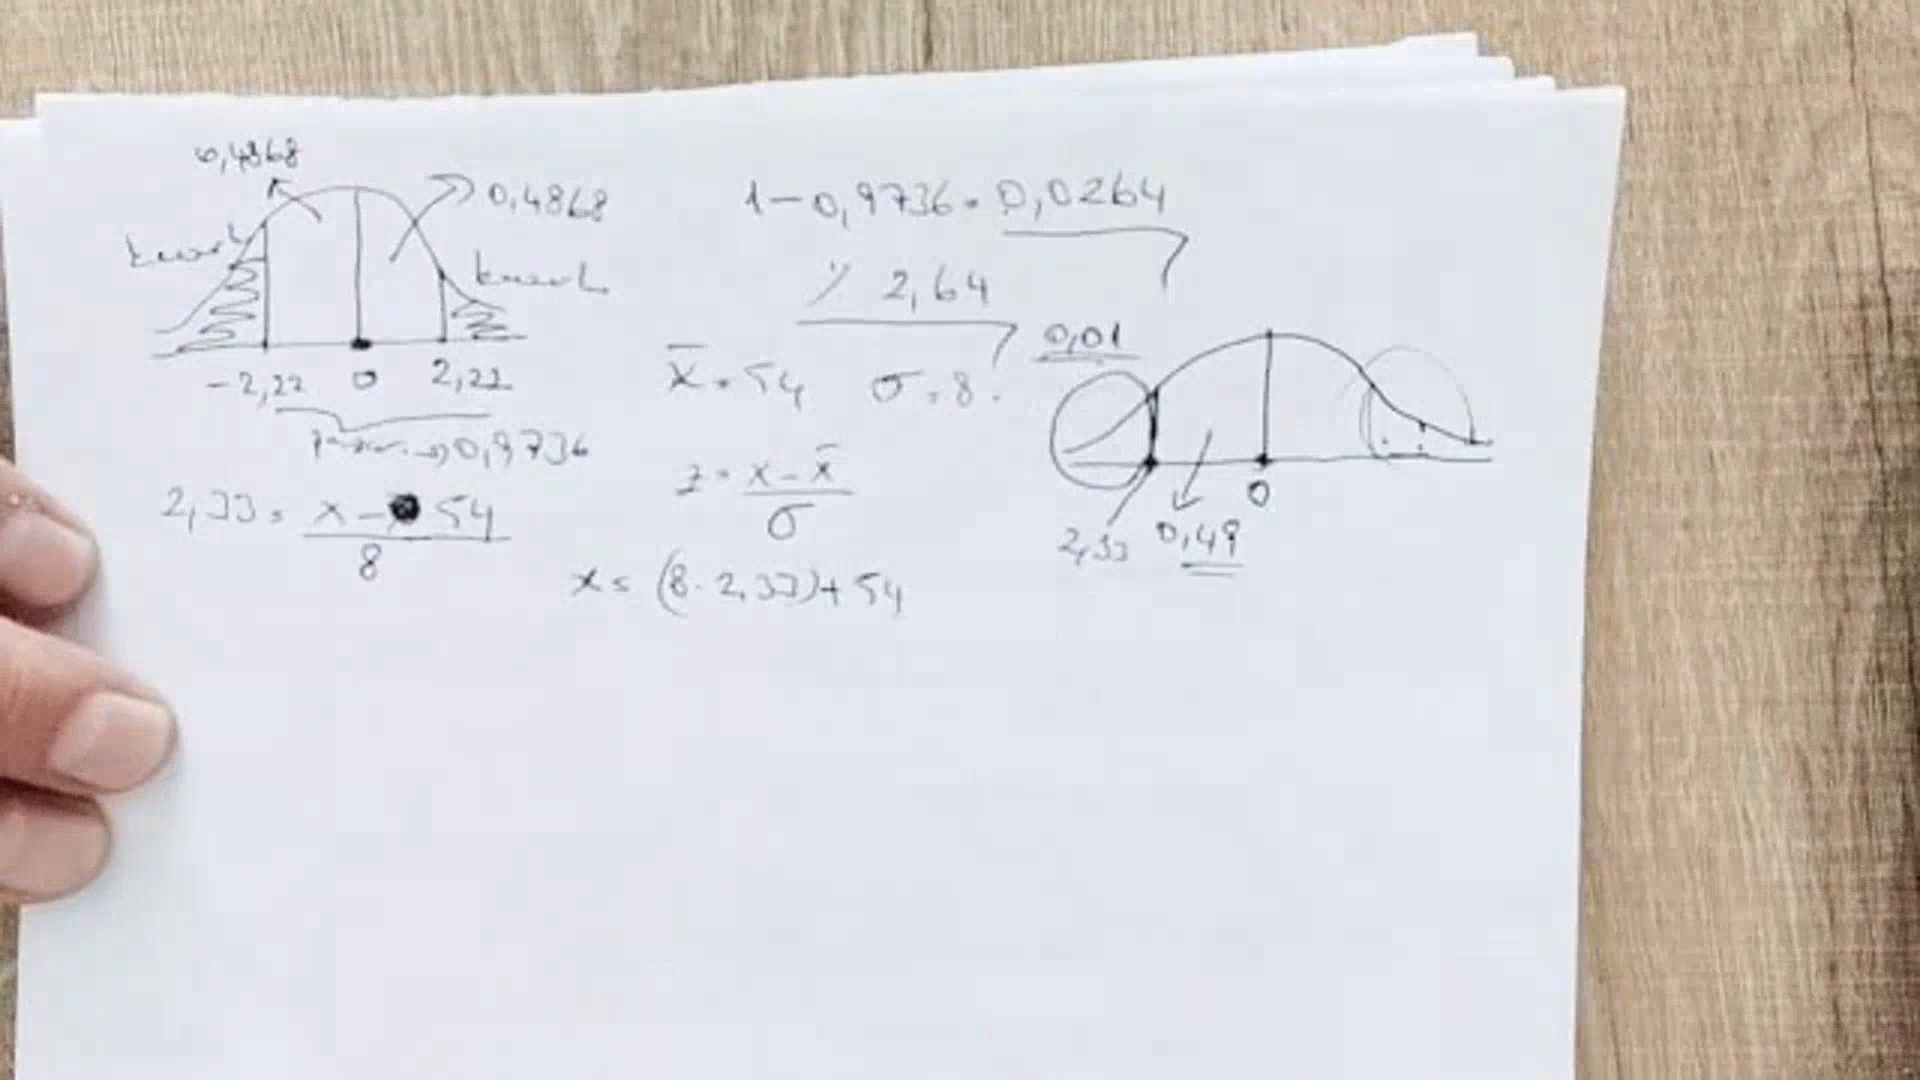 0,4868
0,4868
-2,22 0 2,22
0,9736
1-0,9736=0,0264
% 2,64
x̄=54 σ=8.
z=x-x̄/σ
2,33=x-54/8
x=(8.2,33)+54
0,01
0
2,33 0,49